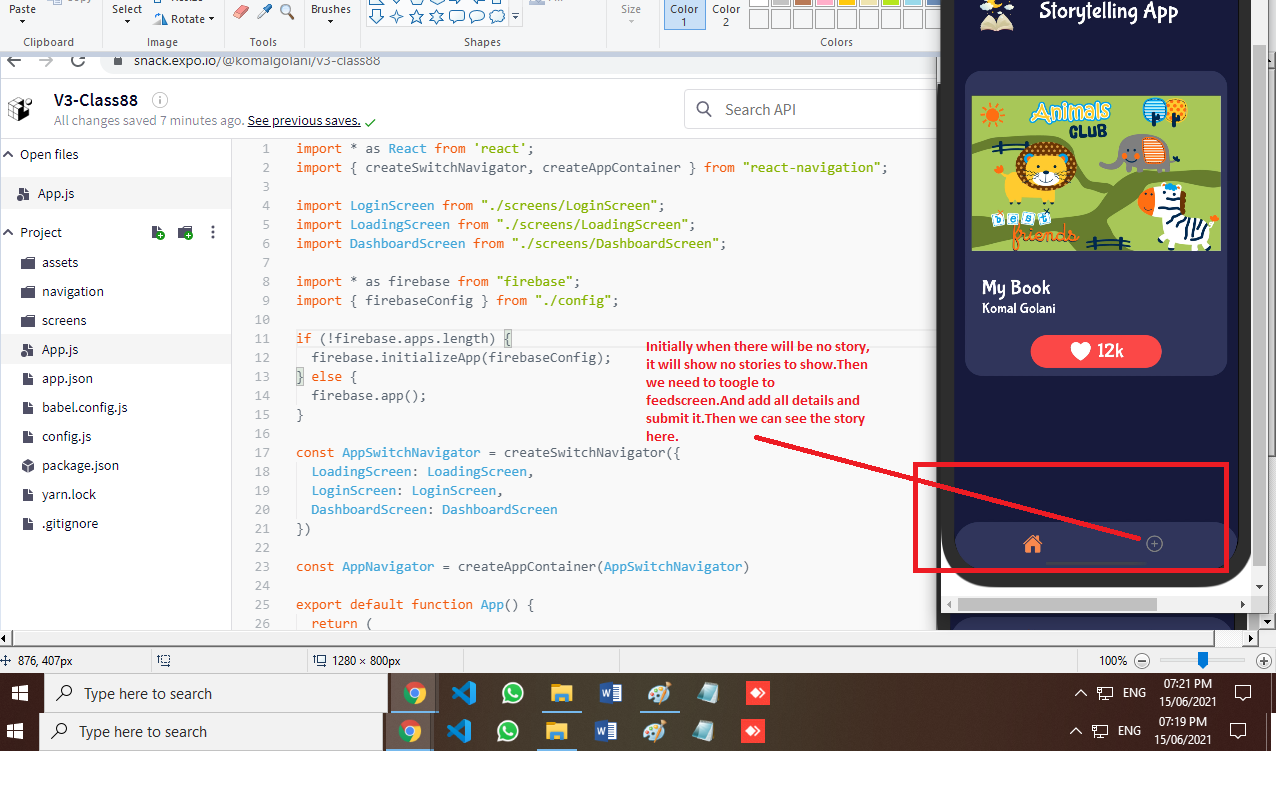 Paste
Select
Rotate
Brushes
Size
Color 1
Color 2
Clipboard
Image
Tools
Shapes
Colors
snack.expo.io/@komalgolani/v3-class88
V3-Class88
All changes saved 7 minutes ago. See previous saves.
Search API
Open files
App.js
Project
assets
navigation
screens
App.js
app.json
babel.config.js
config.js
package.json
yarn.lock
.gitignore
1 import * as React from 'react';
2 import { createSwitchNavigator, createAppContainer } from "react-navigation";
3
4 import LoginScreen from "./screens/LoginScreen";
5 import LoadingScreen from "./screens/LoadingScreen";
6 import DashboardScreen from "./screens/DashboardScreen";
7
8 import * as firebase from "firebase";
9 import { firebaseConfig } from "./config";
10
11 if (!firebase.apps.length) {
12 firebase.initializeApp(firebaseConfig);
13 } else {
14 firebase.app();
15 }
16
17 const AppSwitchNavigator = createSwitchNavigator({
18 LoadingScreen: LoadingScreen,
19 LoginScreen: LoginScreen,
20 DashboardScreen: DashboardScreen
21 })
22
23 const AppNavigator = createAppContainer(AppSwitchNavigator)
24
25 export default function App() {
26 return (
Initially when there will be no story,
it will show no stories to show.Then
we need to toogle to
feedscreen.And add all details and
submit it.Then we can see the story
here.
Storytelling App
Animals
CLUB
best
friends
My Book
Komal Golani
12k
876, 407px
1280 × 800px
100%
Type here to search
ENG
07:21 PM
15/06/2021
Type here to search
ENG
07:19 PM
15/06/2021